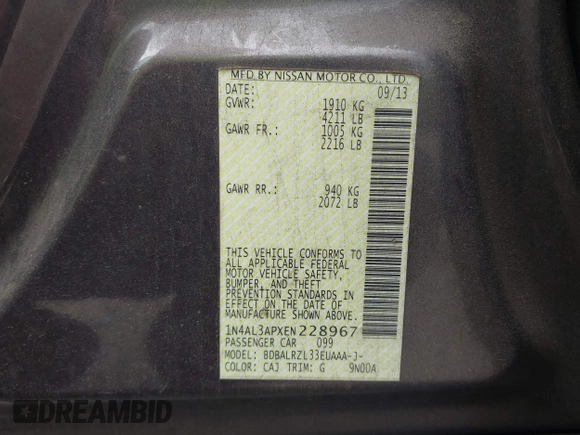 MFD BY NISSAN MOTOR CO., LTD.
DATE: 09/13
GVWR: 1910 KG
4211 LB
GAWR FR.: 1005 KG
2216 LB
GAWR RR.: 940 KG
2072 LB
THIS VEHICLE CONFORMS TO
ALL APPLICABLE FEDERAL
MOTOR VEHICLE SAFETY,
BUMPER, AND THEFT
PREVENTION STANDARDS IN
EFFECT ON THE DATE OF
MANUFACTURE SHOWN ABOVE.
1N4AL3APXEN228967
PASSENGER CAR 099
MODEL: BDBALRZL33EUAAA-J-
COLOR: CAJ TRIM: G 9N00A
DREAMBID